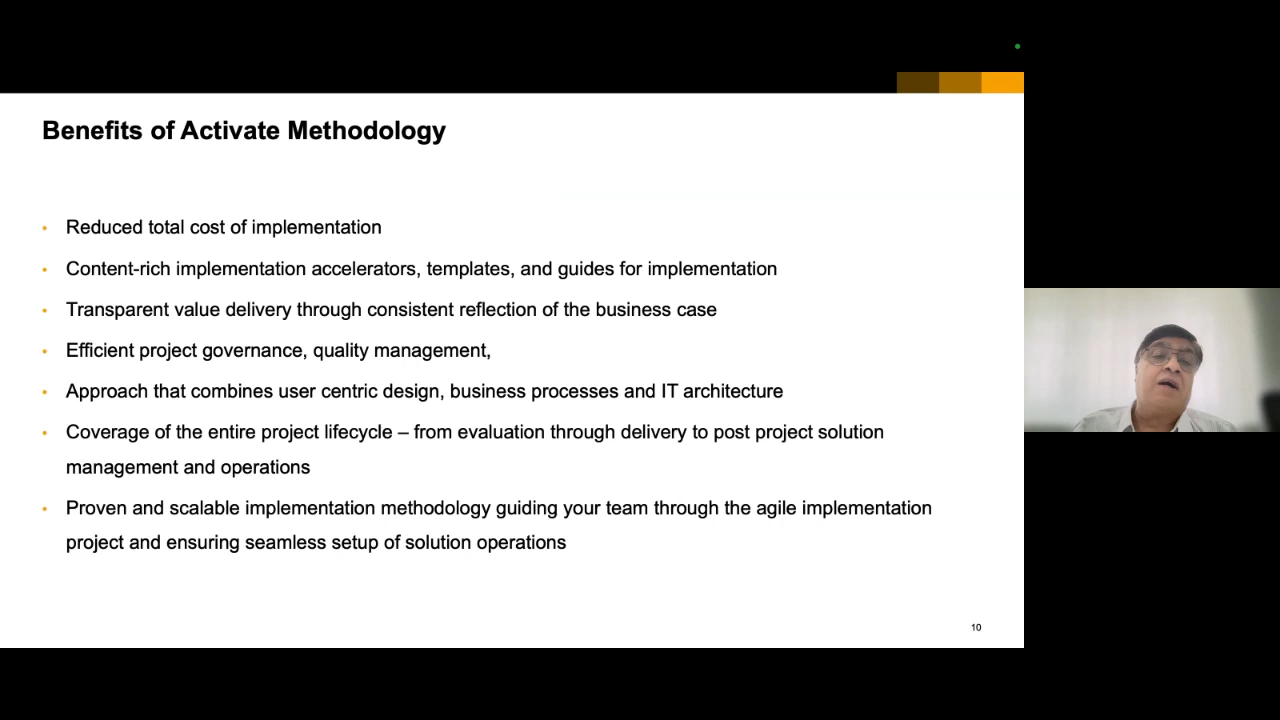 Benefits of Activate Methodology
• Reduced total cost of implementation
• Content-rich implementation accelerators, templates, and guides for implementation
• Transparent value delivery through consistent reflection of the business case
• Efficient project governance, quality management,
• Approach that combines user centric design, business processes and IT architecture
• Coverage of the entire project lifecycle – from evaluation through delivery to post project solution
management and operations
• Proven and scalable implementation methodology guiding your team through the agile implementation
project and ensuring seamless setup of solution operations
10